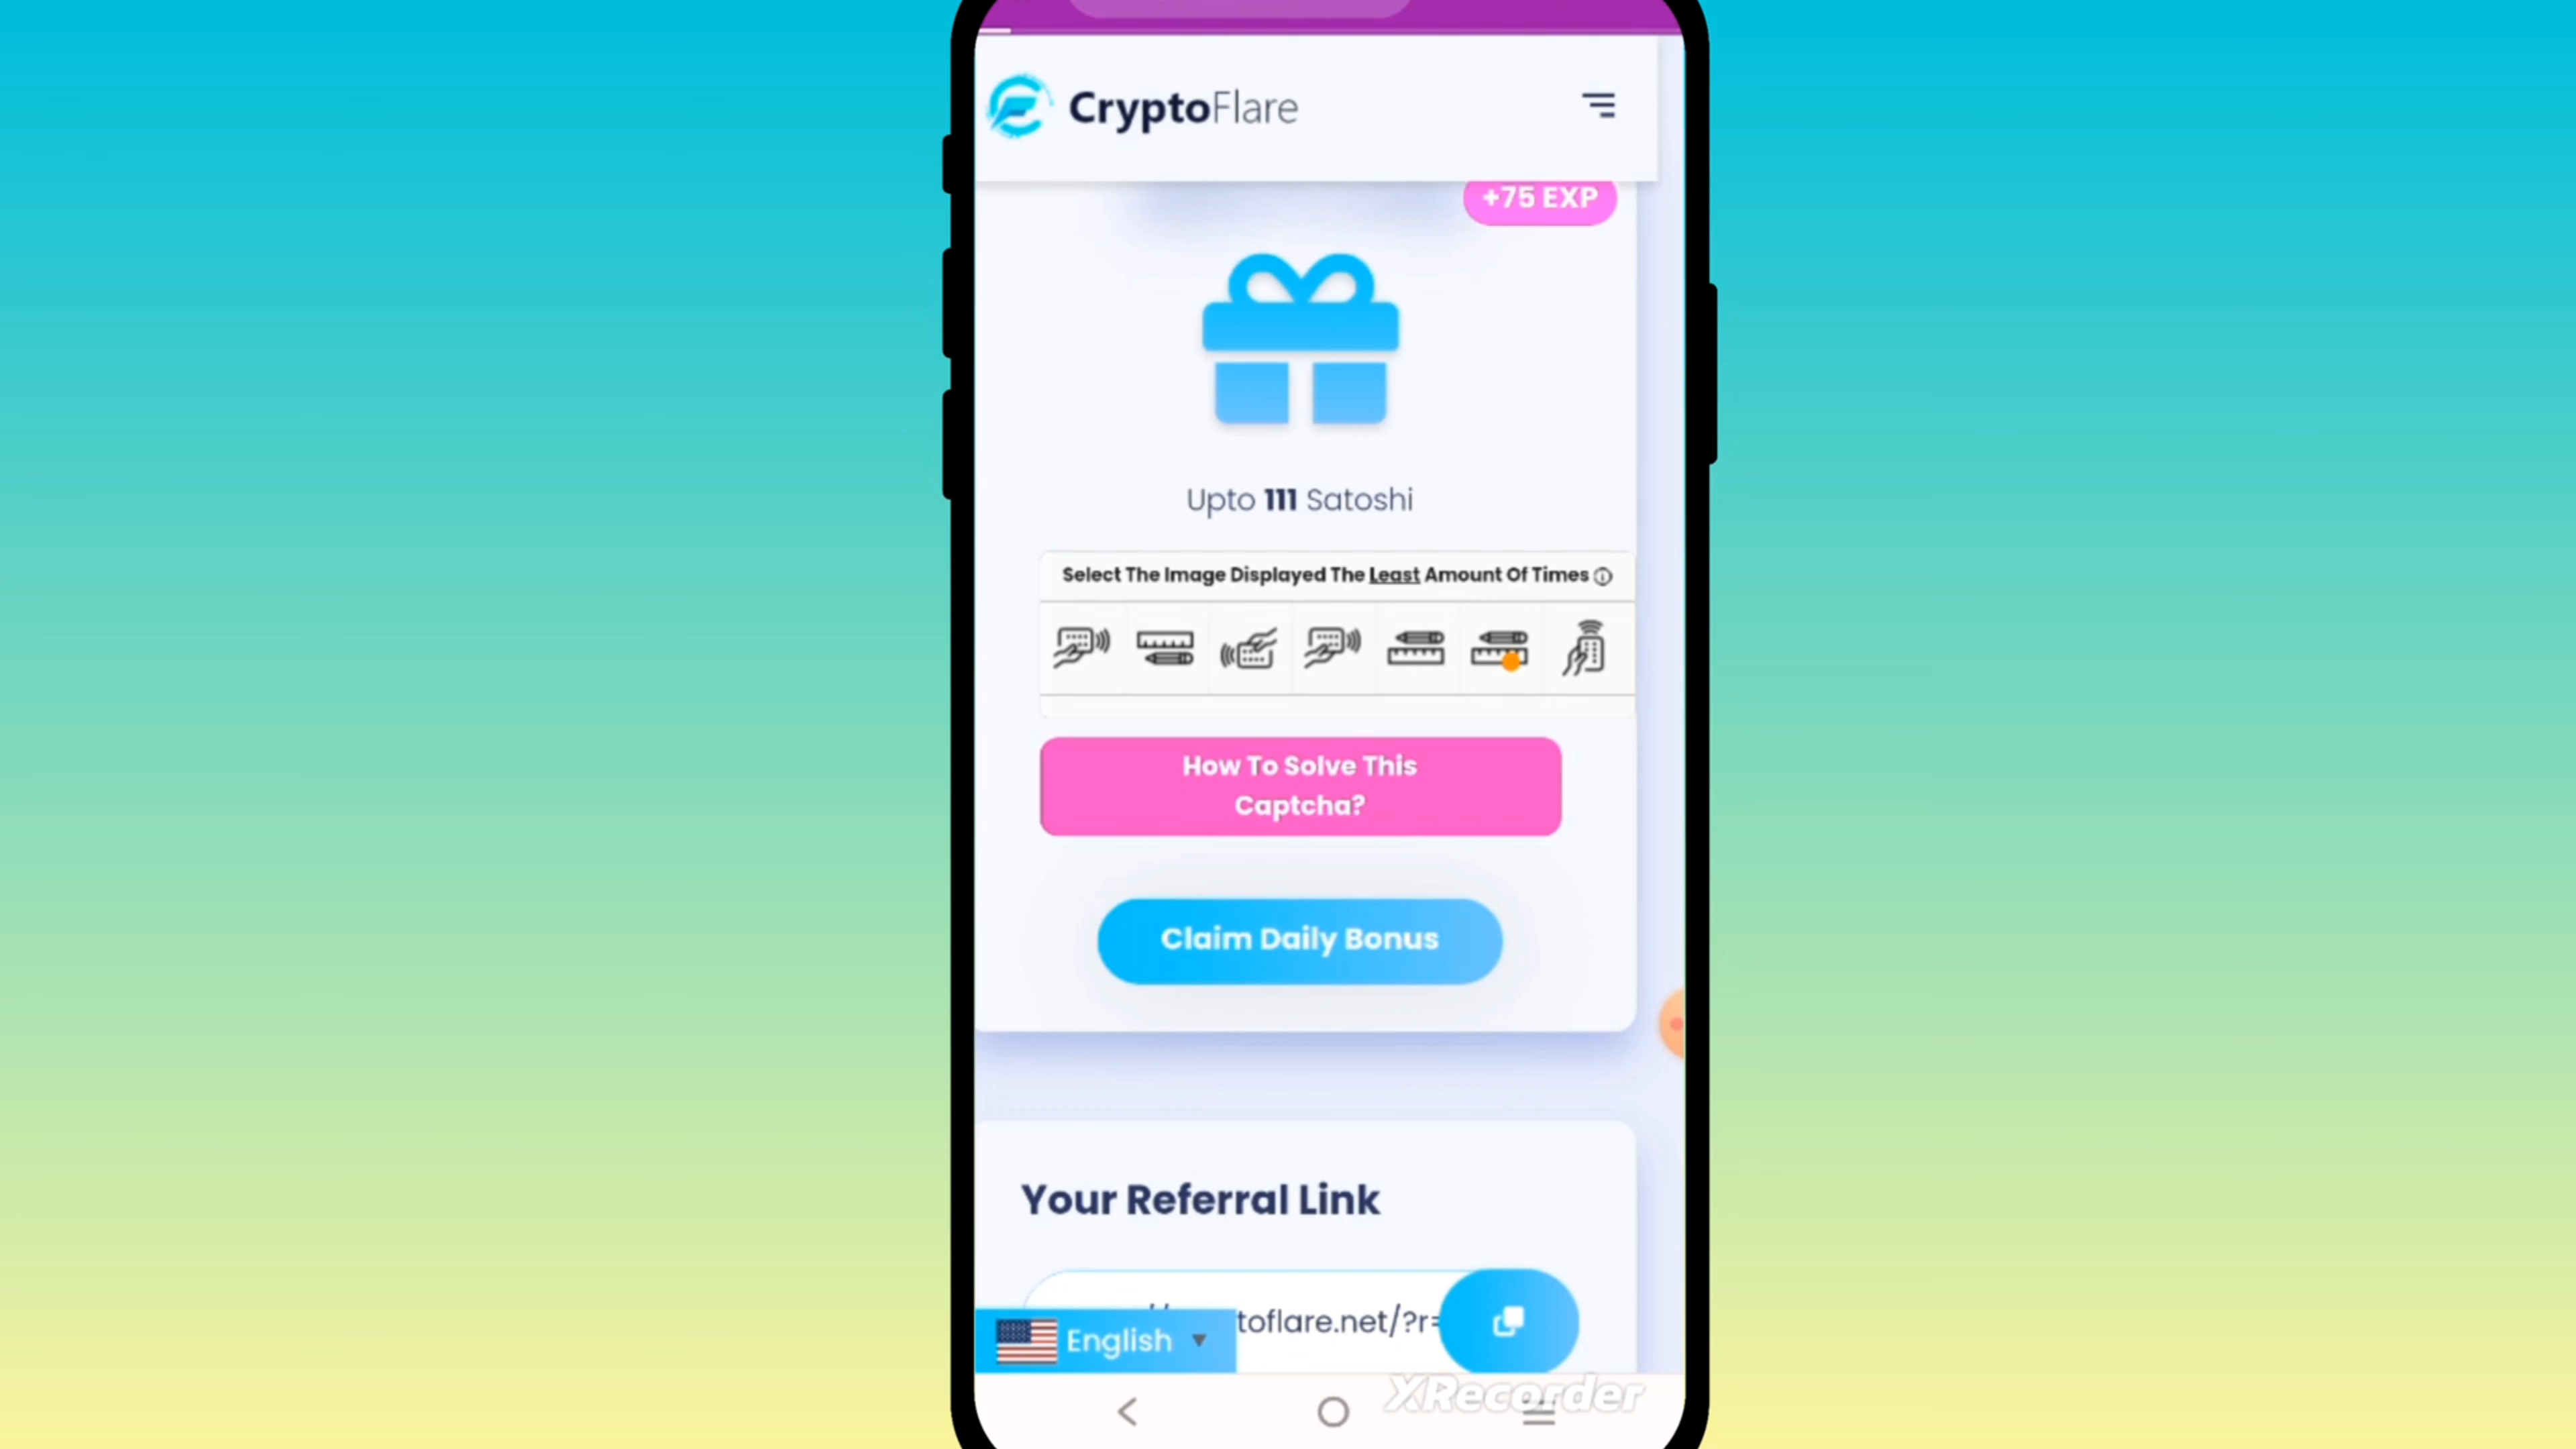 CryptoFlare
+75 EXP
Upto 111 Satoshi
Select The Image Displayed The Least Amount Of Times
How To Solve This
Captcha?
Claim Daily Bonus
Your Referral Link
toflare.net/?r=
English
XRecorder